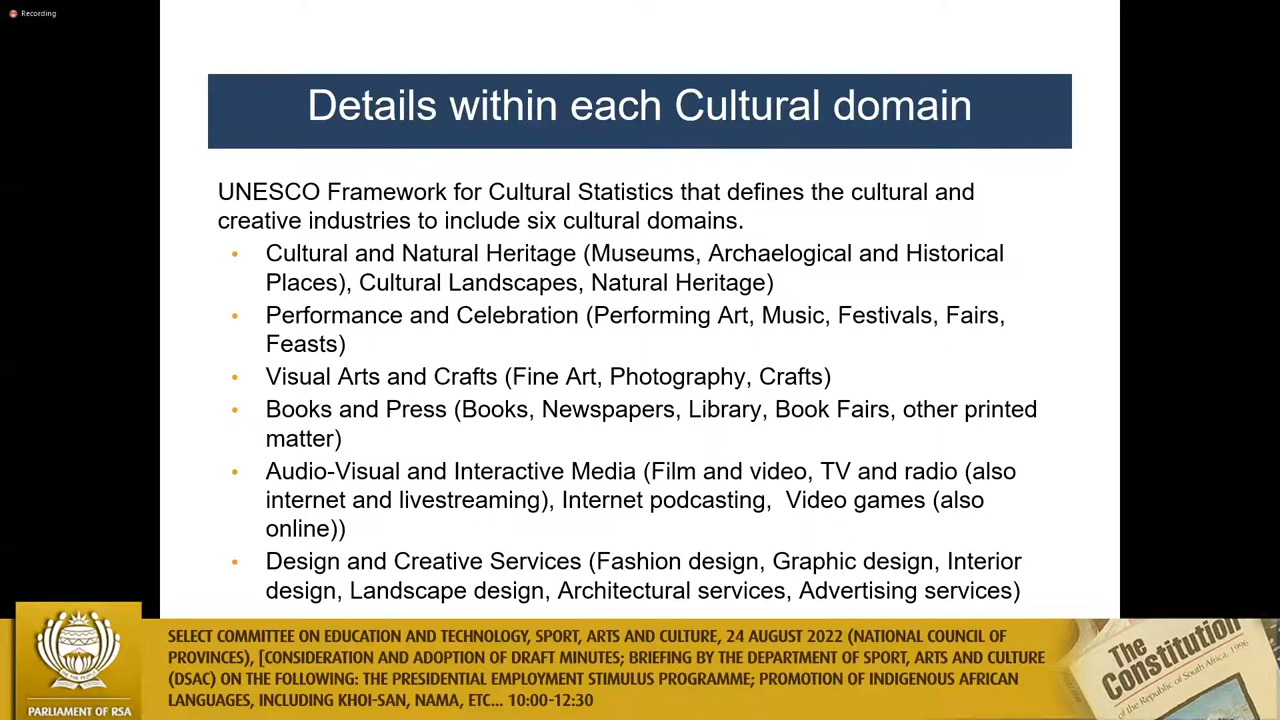 Recording
Details within each Cultural domain
UNESCO Framework for Cultural Statistics that defines the cultural and
creative industries to include six cultural domains.
• Cultural and Natural Heritage (Museums, Archaelogical and Historical
Places), Cultural Landscapes, Natural Heritage)
• Performance and Celebration (Performing Art, Music, Festivals, Fairs,
Feasts)
• Visual Arts and Crafts (Fine Art, Photography, Crafts)
• Books and Press (Books, Newspapers, Library, Book Fairs, other printed
matter)
• Audio-Visual and Interactive Media (Film and video, TV and radio (also
internet and livestreaming), Internet podcasting, Video games (also
online))
• Design and Creative Services (Fashion design, Graphic design, Interior
design, Landscape design, Architectural services, Advertising services)
SELECT COMMITTEE ON EDUCATION AND TECHNOLOGY, SPORT, ARTS AND CULTURE, 24 AUGUST 2022 (NATIONAL COUNCIL OF
PROVINCES), [CONSIDERATION AND ADOPTION OF DRAFT MINUTES; BRIEFING BY THE DEPARTMENT OF SPORT, ARTS AND CULTURE
(DSAC) ON THE FOLLOWING: THE PRESIDENTIAL EMPLOYMENT STIMULUS PROGRAMME; PROMOTION OF INDIGENOUS AFRICAN
LANGUAGES, INCLUDING KHOI-SAN, NAMA, ETC... 10:00-12:30
PARLIAMENT OF RSA
The
Constitution
of the Republic of South Africa, 1996